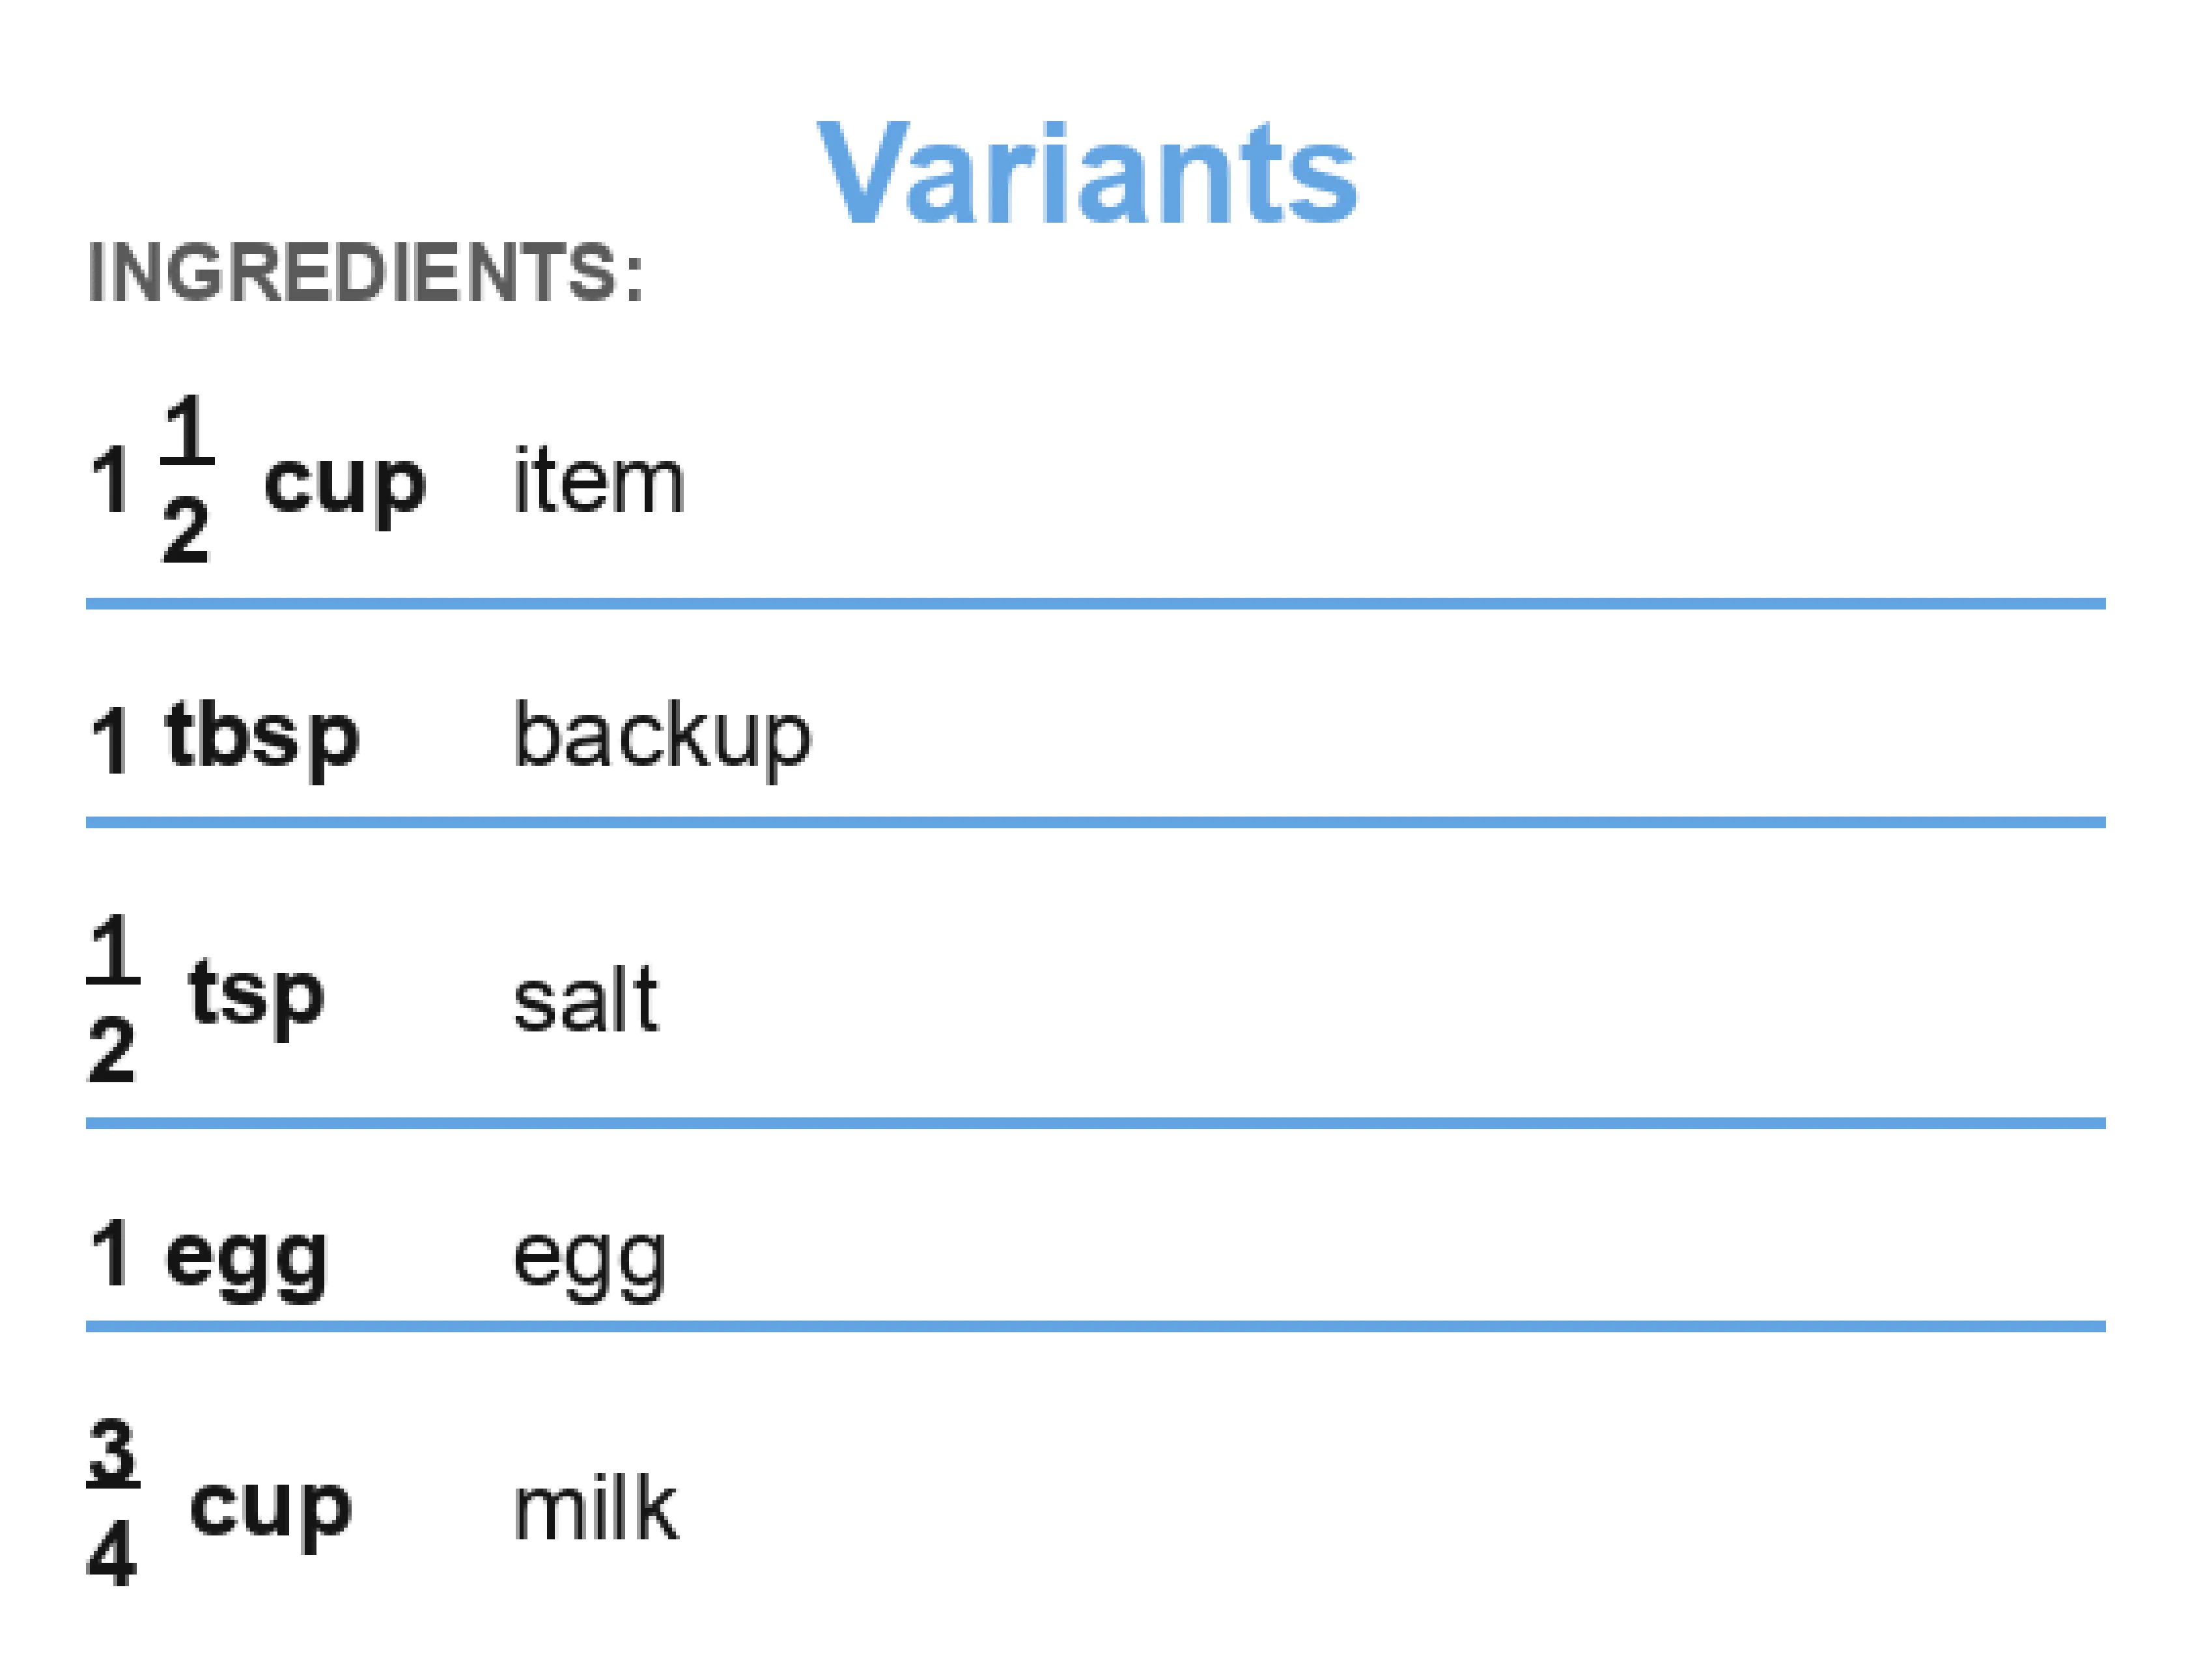 Variants
INGREDIENTS:
1 1/2 cup item
1 tbsp backup
1/2 tsp salt
1 egg egg
3/4 cup milk